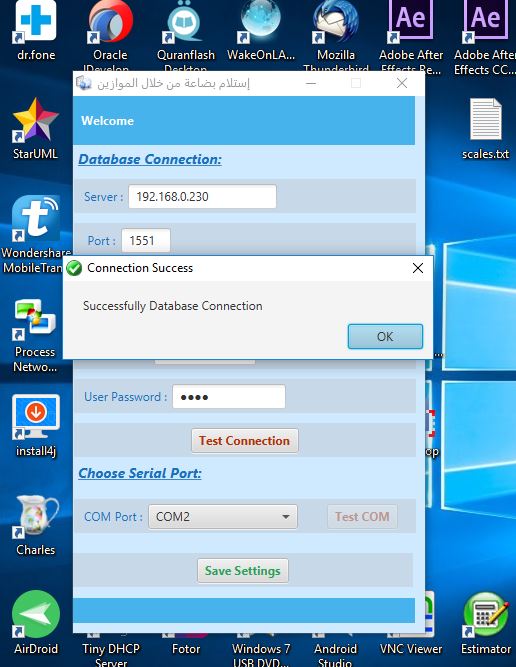 dr.fone
Oracle
JDevelop...
Quranflash
Desktop
WakeOnLA...
Mozilla
Thunderbird
Adobe After
Effects Re...
Adobe After
Effects CC...
Ae
Ae
إستلام بضاعة من خلال الموازين
Welcome
StarUML
scales.txt
Database Connection:
Server :
192.168.0.230
Port :
1551
Wondershare
MobileTran
Connection Success
Successfully Database Connection
OK
Process
Netwo...
User Password :
••••
Test Connection
install4j
Choose Serial Port:
COM Port :
COM2
Test COM
Charles
Save Settings
AirDroid
Tiny DHCP
Server
Fotor
Windows 7
USB DVD...
Android
Studio
VNC Viewer
Estimator